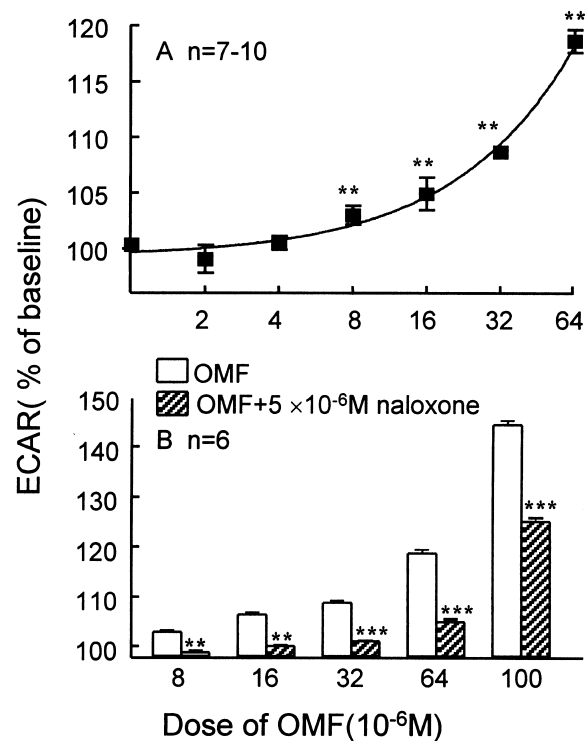 120
A n=7-10
**
115
110
**
**
105
**
100
2 4 8 16 32 64
ECAR( % of baseline)
OMF
OMF+5 ×10-6M naloxone
150
B n=6
140
130
***
120
110
***
***
**
**
100
8 16 32 64 100
Dose of OMF(10-6M)